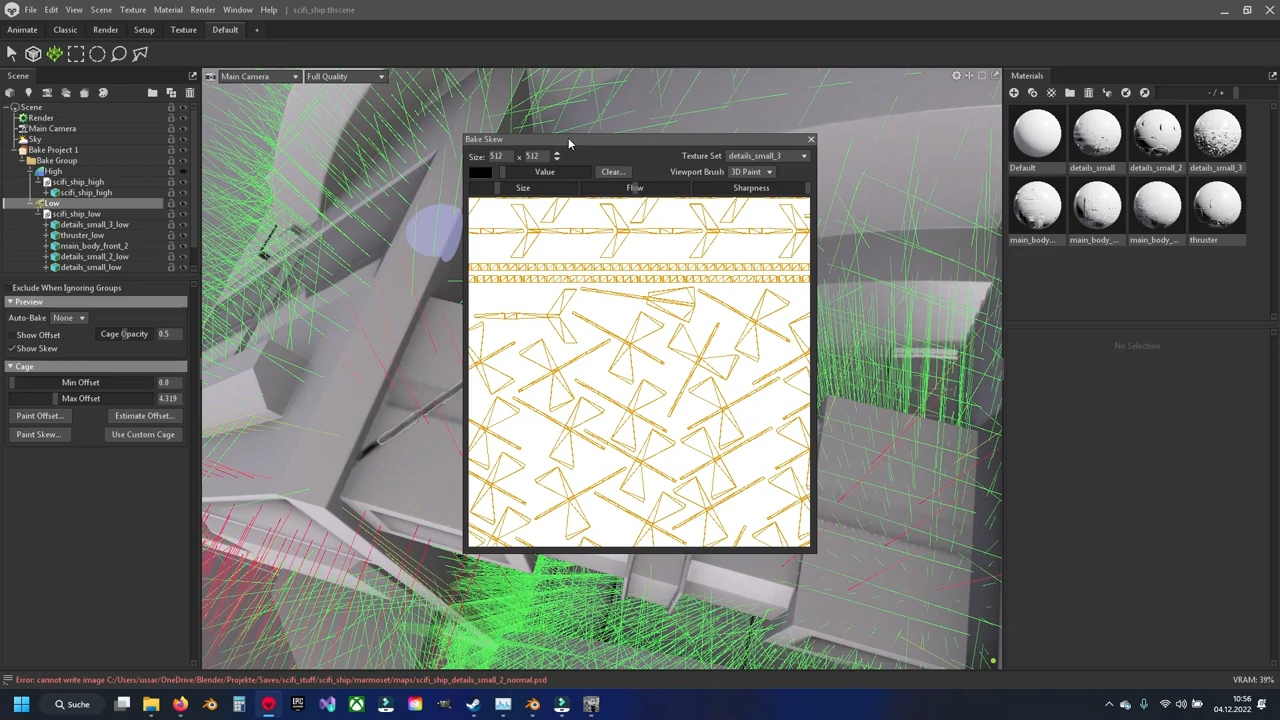 File Edit View Scene Texture Material Render Window Help scifi_ship.tbscene
Animate Classic Render Setup Texture Default +
Scene
Main Camera Full Quality
Materials
- / +
Scene
Render
Main Camera
Sky
Bake Project 1
Bake Group
High
scifi_ship_high
scifi_ship_high
Low
scifi_ship_low
details_small_3_low
thruster_low
main_body_front_2
details_small_2_low
details_small_low
Exclude When Ignoring Groups
Preview
Auto-Bake None
Show Offset Cage Opacity 0.5
Show Skew
Cage
Min Offset 0.0
Max Offset 4.319
Paint Offset... Estimate Offset...
Paint Skew... Use Custom Cage
Bake Skew
Size: 512 x 512 Texture Set details_small_3
Value Clear... Viewport Brush 3D Paint
Size Flow Sharpness
Default details_small details_small_2 details_small_3
main_body... main_body_... main_body_... thruster
No Selection
Error: cannot write image C:/Users/ussar/OneDrive/Blender/Projekte/Saves/scifi_stuff/scifi_ship/marmoset/maps/scifi_ship_details_small_2_normal.psd
VRAM: 39%
Suche
EPIC
10:56
04.12.2022